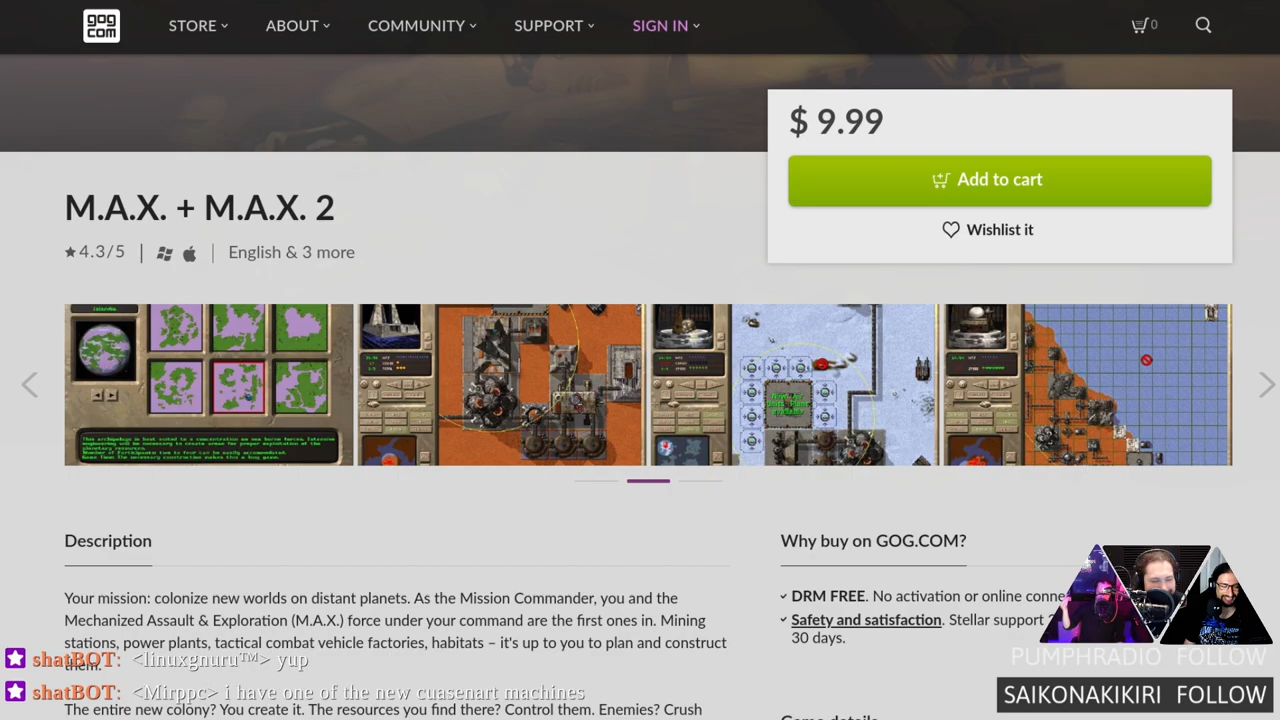 gog
com
STORE
ABOUT
COMMUNITY
SUPPORT
SIGN IN
0
$ 9.99
Add to cart
Wishlist it
M.A.X. + M.A.X. 2
4.3/5
English & 3 more
Description
Why buy on GOG.COM?
Your mission: colonize new worlds on distant planets. As the Mission Commander, you and the
Mechanized Assault & Exploration (M.A.X.) force under your command are the first ones in. Mining
stations, power plants, tactical combat vehicle factories, habitats – it's up to you to plan and construct
them.
DRM FREE. No activation or online conne
Safety and satisfaction. Stellar support
30 days.
shatBOT: <linuxgnuru™> yup
shatBOT: <Mirppc> i have one of the new cuasenart machines
The entire new colony? You create it. The resources you find there? Control them. Enemies? Crush
PUMPHRADIO FOLLOW
SAIKONAKIKIRI FOLLOW
Game details